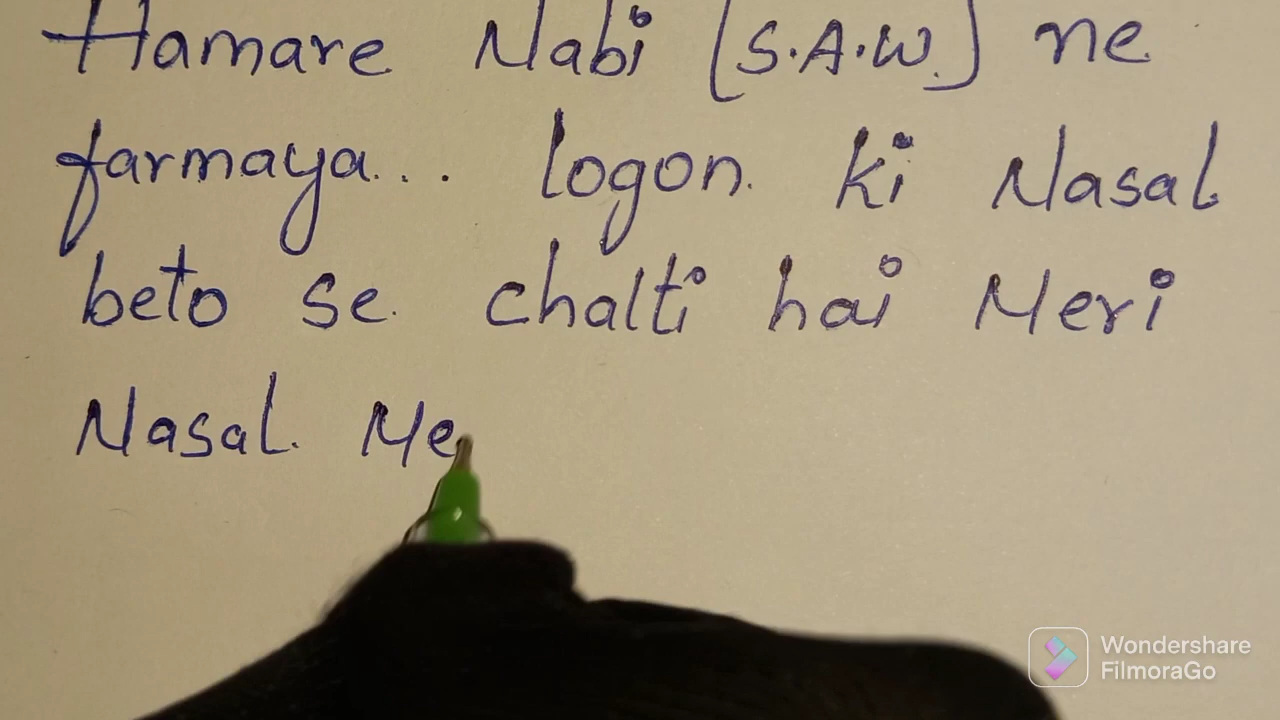 Hamare Nabi [S.A.W.] ne
farmaya... logon ki Nasal
beto se chalti hai Meri
Nasal Me
Wondershare
FilmoraGo